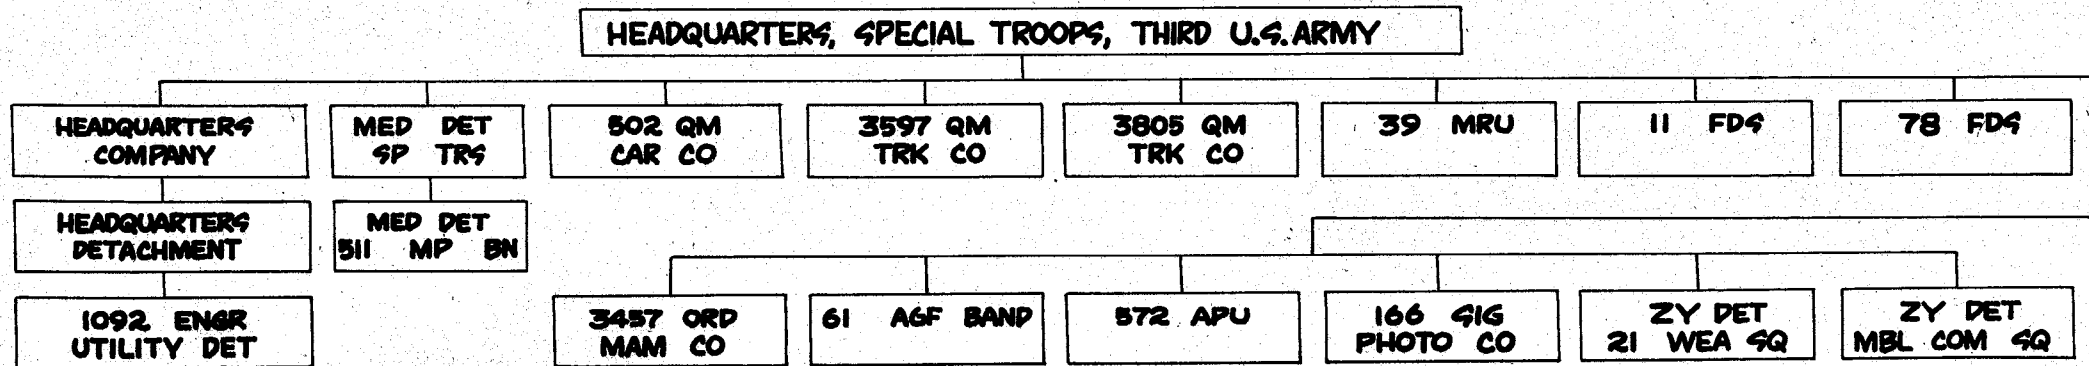 HEADQUARTERS, SPECIAL TROOPS, THIRD U.S. ARMY
HEADQUARTERS
COMPANY
MED DET
SP TRS
502 QM
CAR CO
3597 QM
TRK CO
3805 QM
TRK CO
39 MRU
11 FDS
78 FDS
HEADQUARTERS
DETACHMENT
MED DET
511 MP BN
1092 ENGR
UTILITY DET
3457 ORD
MAM CO
61 AGF BAND
572 APU
166 SIG
PHOTO CO
ZY DET
21 WEA SQ
ZY DET
MBL COM SQ